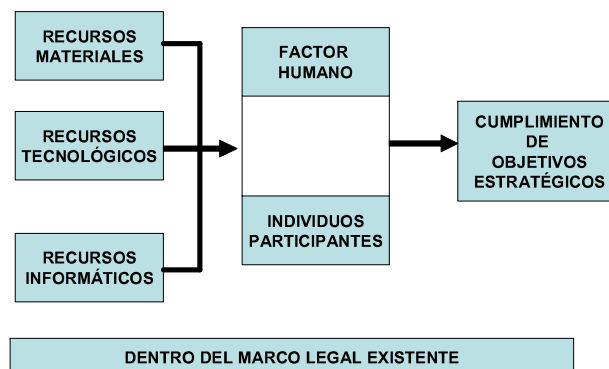 RECURSOS
MATERIALES
RECURSOS
TECNOLÓGICOS
RECURSOS
INFORMÁTICOS
FACTOR
HUMANO
INDIVIDUOS
PARTICIPANTES
CUMPLIMIENTO
DE
OBJETIVOS
ESTRATÉGICOS
DENTRO DEL MARCO LEGAL EXISTENTE